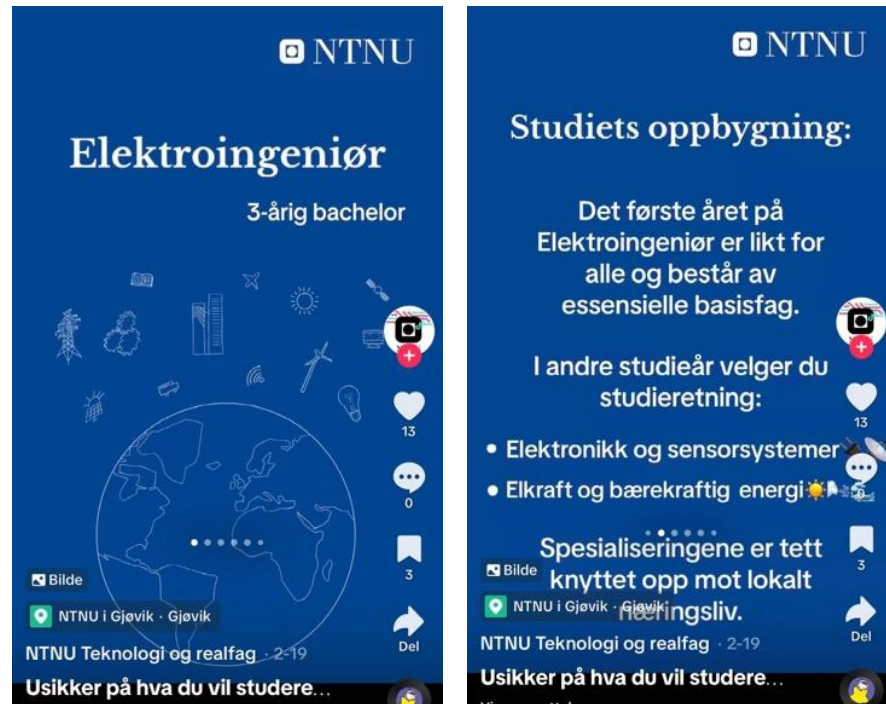 NTNU
Elektroingeniør
3-årig bachelor
13
0
3
Bilde
NTNU i Gjøvik · Gjøvik
Del
NTNU Teknologi og realfag · 2-19
Usikker på hva du vil studere...
NTNU
Studiets oppbygning:
Det første året på
Elektroingeniør er likt for
alle og består av
essensielle basisfag.
I andre studieår velger du
studieretning:
13
• Elektronikk og sensorsystemer
• Elkraft og bærekraftig energi
Spesialiseringene er tett
knyttet opp mot lokalt
næringsliv.
3
Bilde
NTNU i Gjøvik · Gjøvik
Del
NTNU Teknologi og realfag · 2-19
Usikker på hva du vil studere...